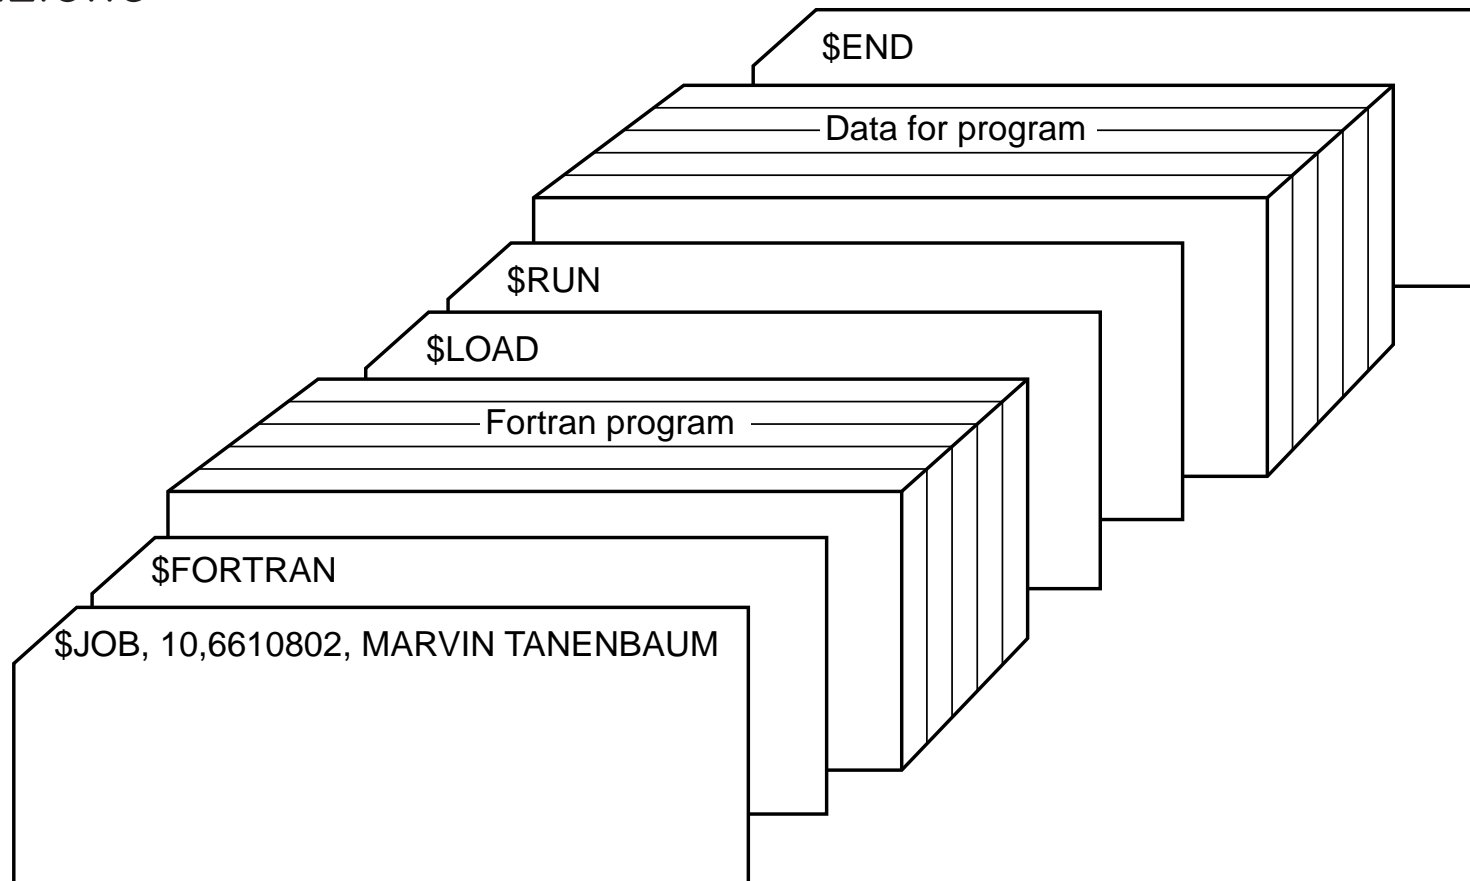 $END
Data for program
$RUN
$LOAD
Fortran program
$FORTRAN
$JOB, 10,6610802, MARVIN TANENBAUM